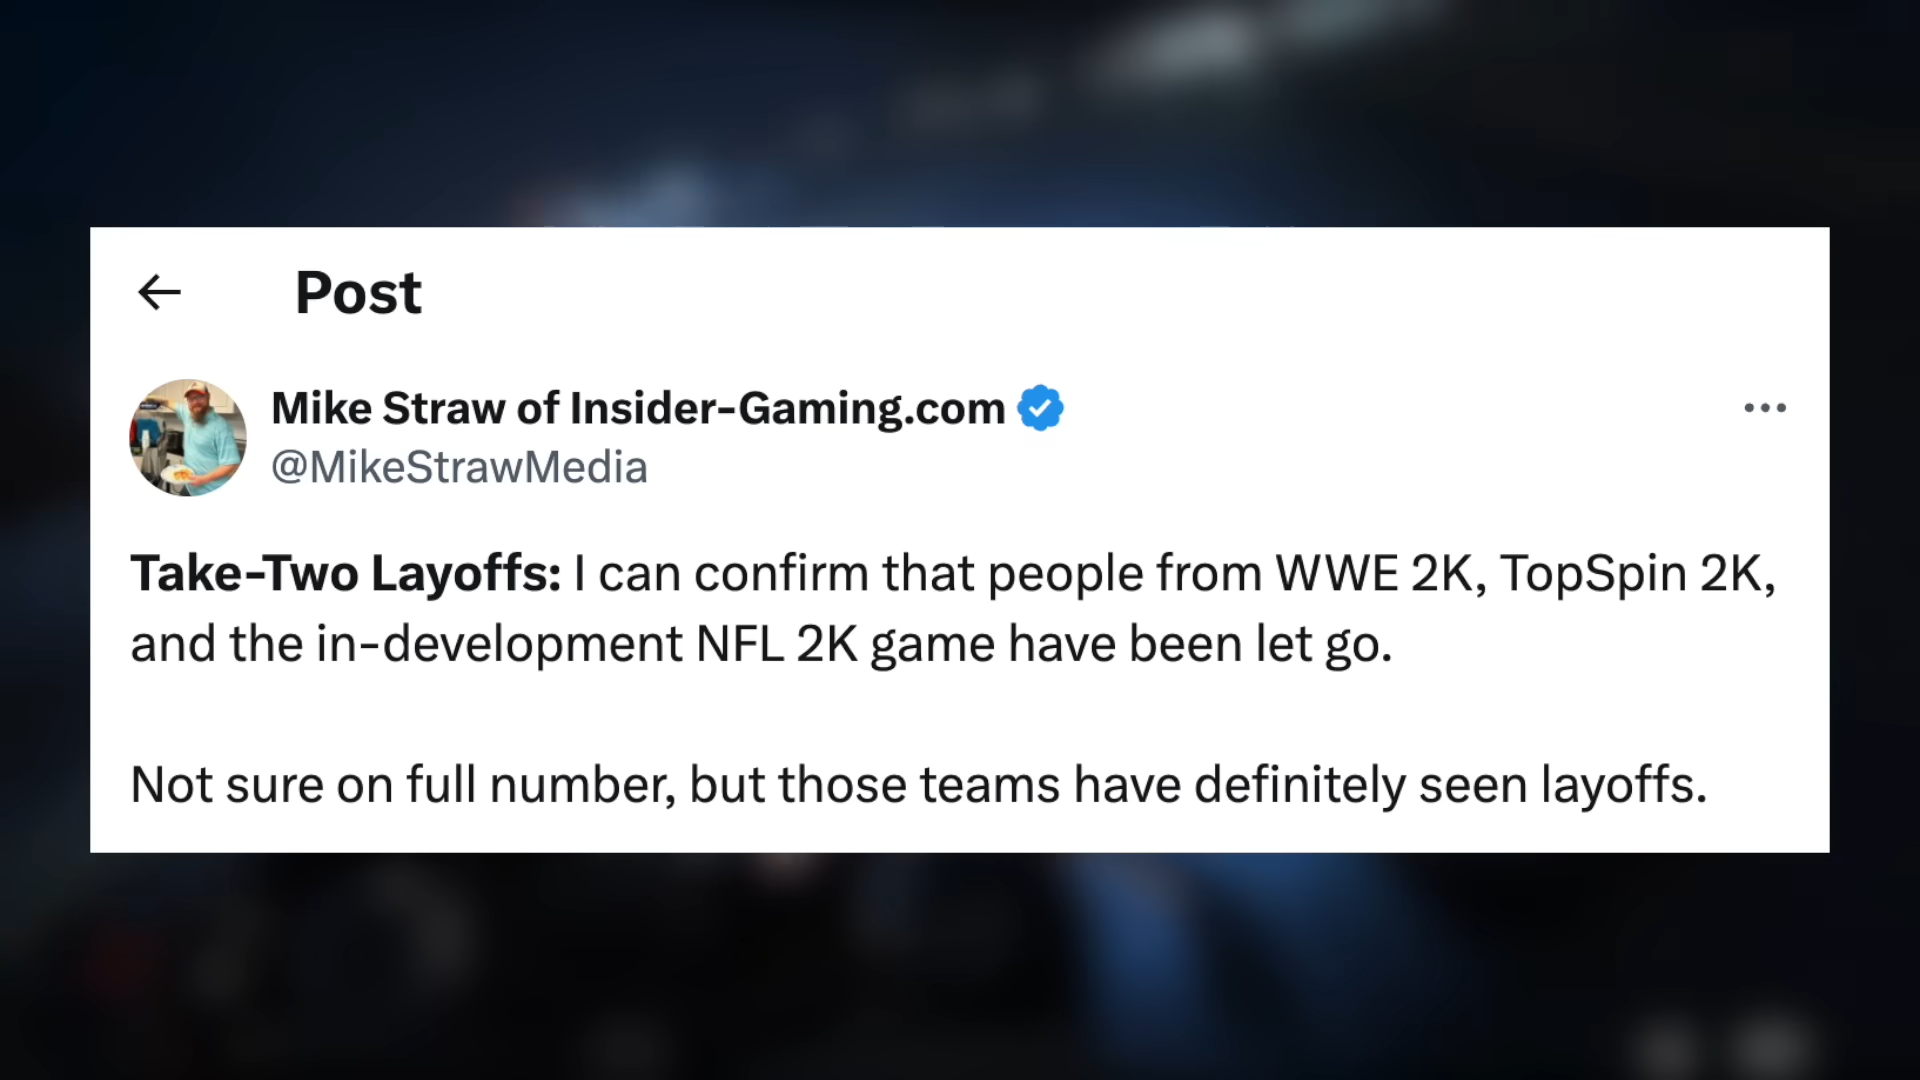 Post
Mike Straw of Insider-Gaming.com
@MikeStrawMedia
Take-Two Layoffs: I can confirm that people from WWE 2K, TopSpin 2K,
and the in-development NFL 2K game have been let go.
Not sure on full number, but those teams have definitely seen layoffs.